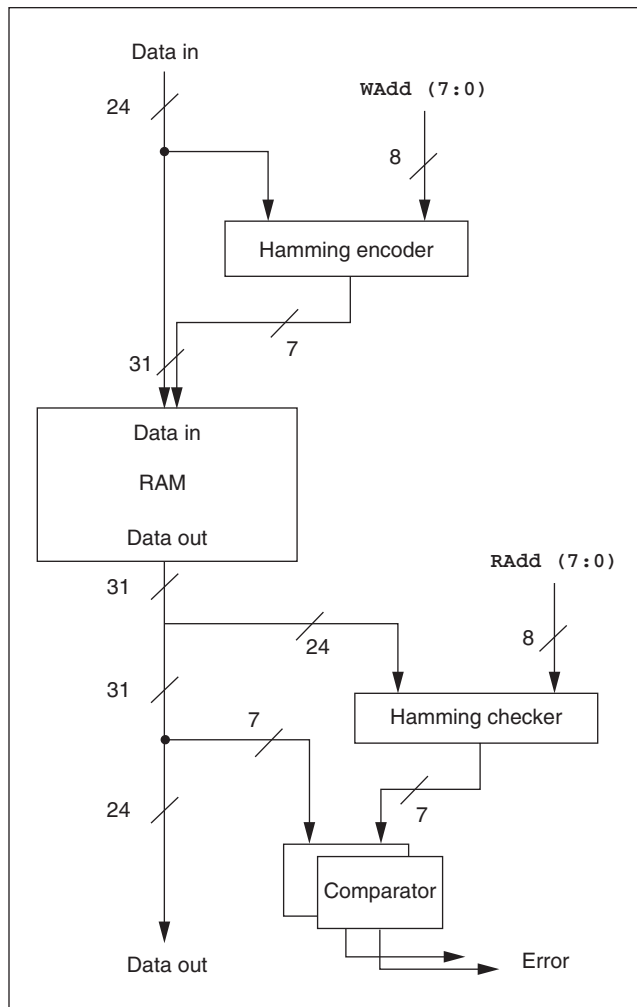 Data in
24
WAdd (7:0)
8
Hamming encoder
7
31
Data in
RAM
Data out
31
RAdd (7:0)
24
8
31
7
Hamming checker
24
7
Comparator
Data out
Error